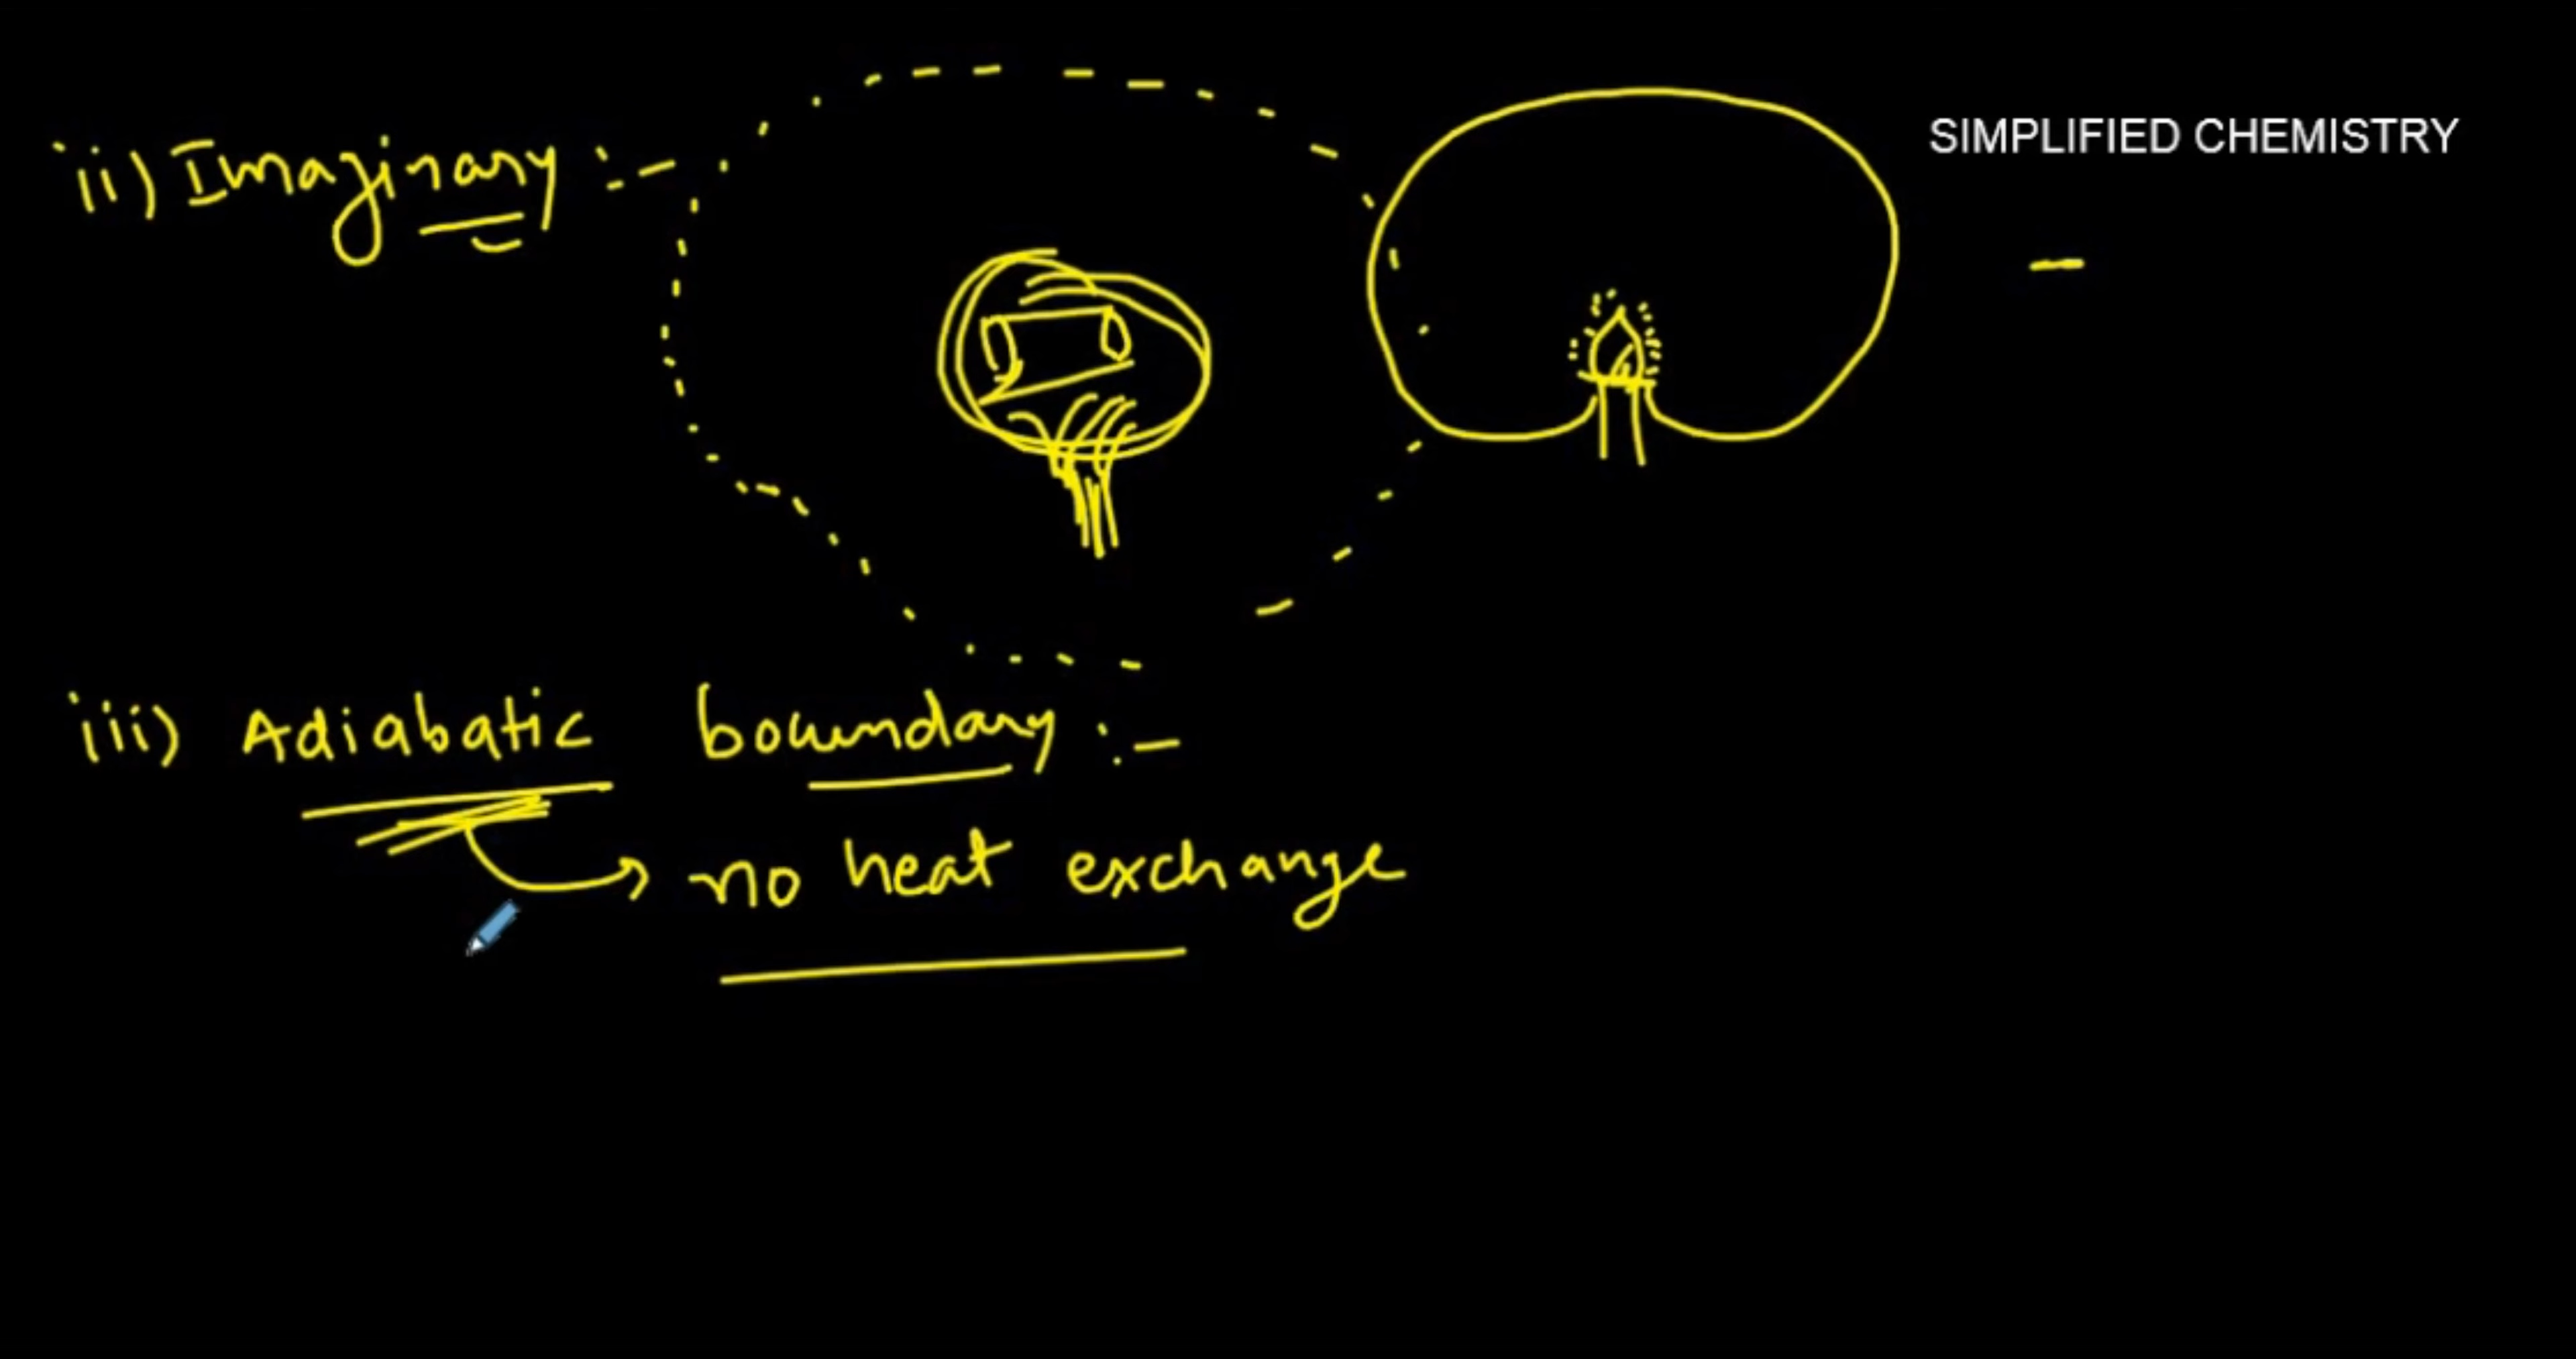 ii) Imaginary :-
SIMPLIFIED CHEMISTRY
iii) Adiabatic boundary :-
no heat exchange